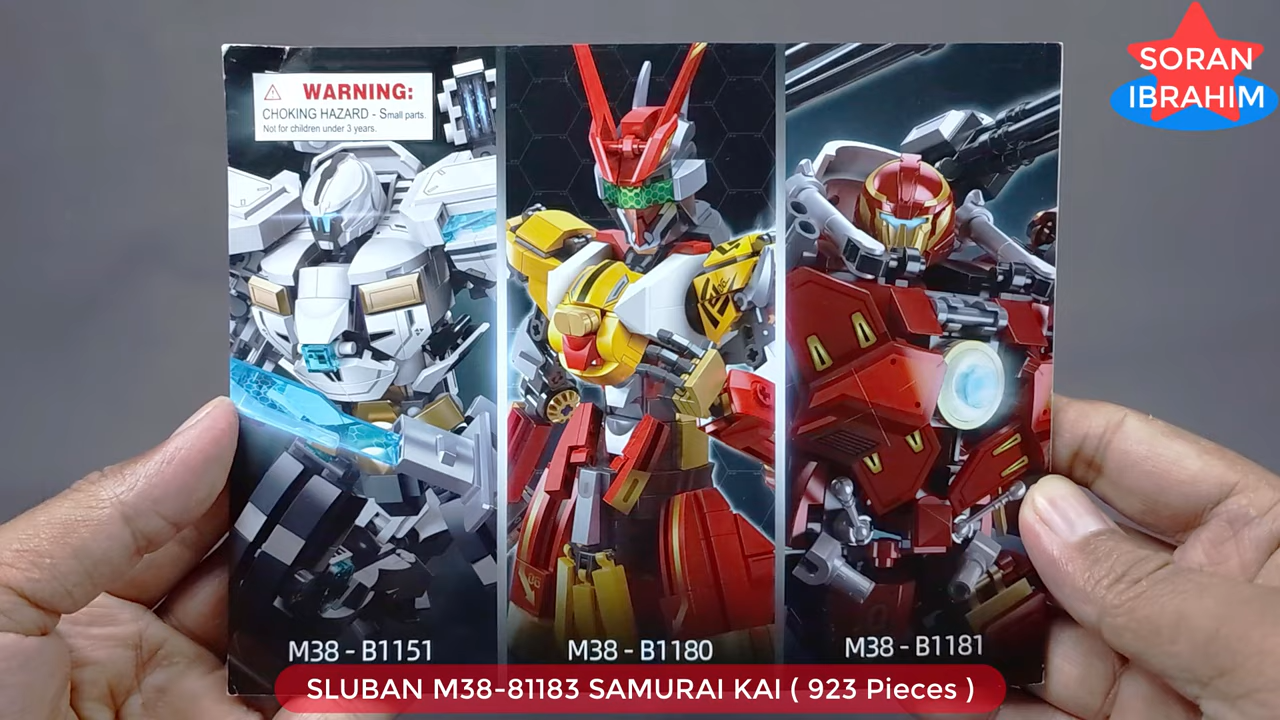 SORAN
IBRAHIM
WARNING:
CHOKING HAZARD - Small parts.
Not for children under 3 years.
M38 - B1151
M38 - B1180
M38 - B1181
SLUBAN M38-81183 SAMURAI KAI ( 923 Pieces )